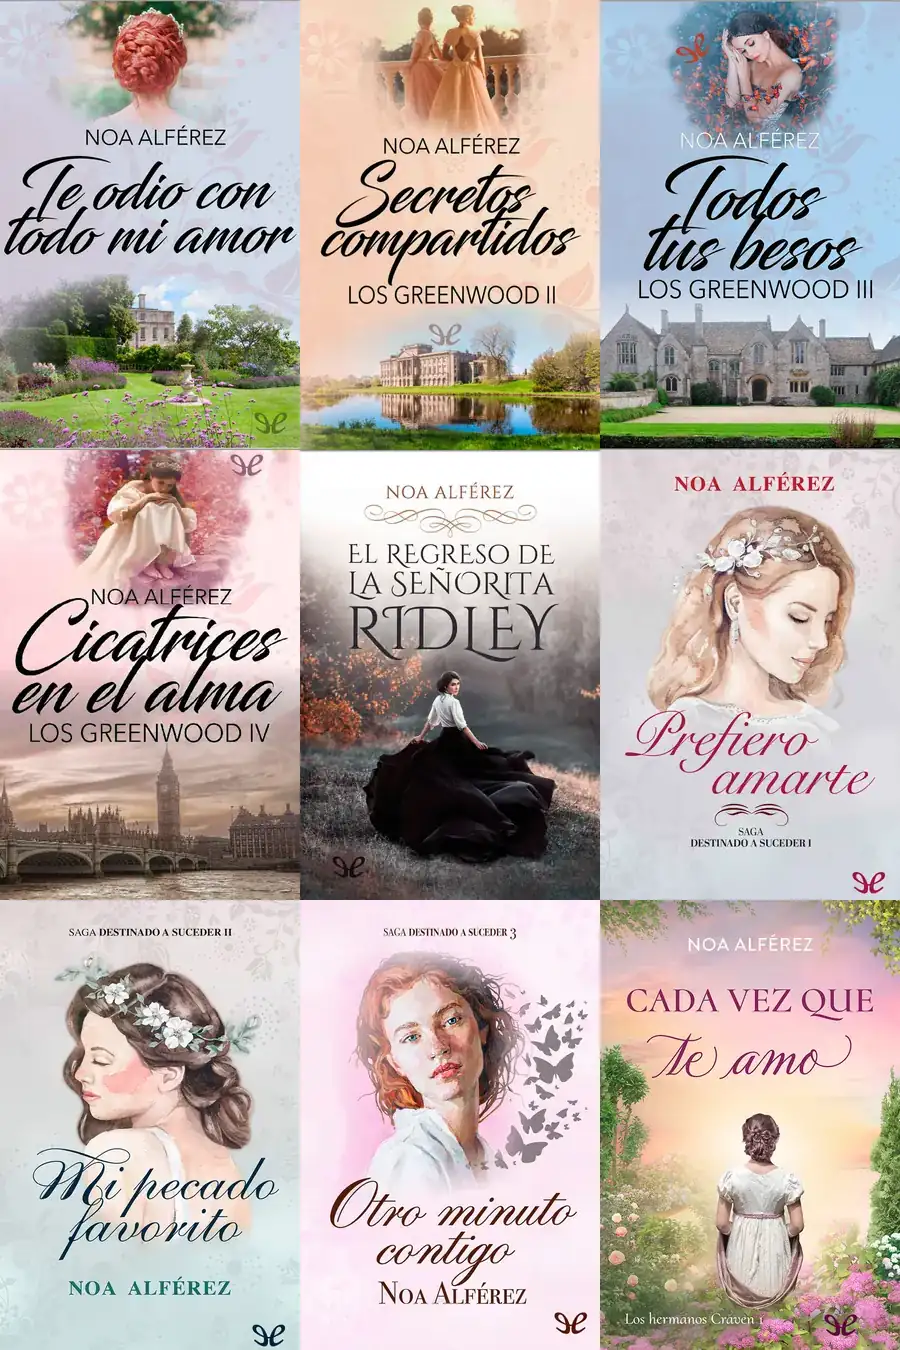 NOA ALFÉREZ
Te odio con
todo mi amor
NOA ALFÉREZ
Secretos
compartidos
LOS GREENWOOD II
NOA ALFÉREZ
Todos
tus besos
LOS GREENWOOD III
NOA ALFÉREZ
Cicatrices
en el alma
LOS GREENWOOD IV
NOA ALFÉREZ
EL REGRESO DE
LA SEÑORITA
RIDLEY
NOA ALFÉREZ
Prefiero
amarte
SAGA
DESTINADO A SUCEDER I
SAGA DESTINADO A SUCEDER II
Mi pecado
favorito
NOA ALFÉREZ
SAGA DESTINADO A SUCEDER 3
Otro minuto
contigo
NOA ALFÉREZ
NOA ALFÉREZ
CADA VEZ QUE
te amo
Los hermanos Craven 1